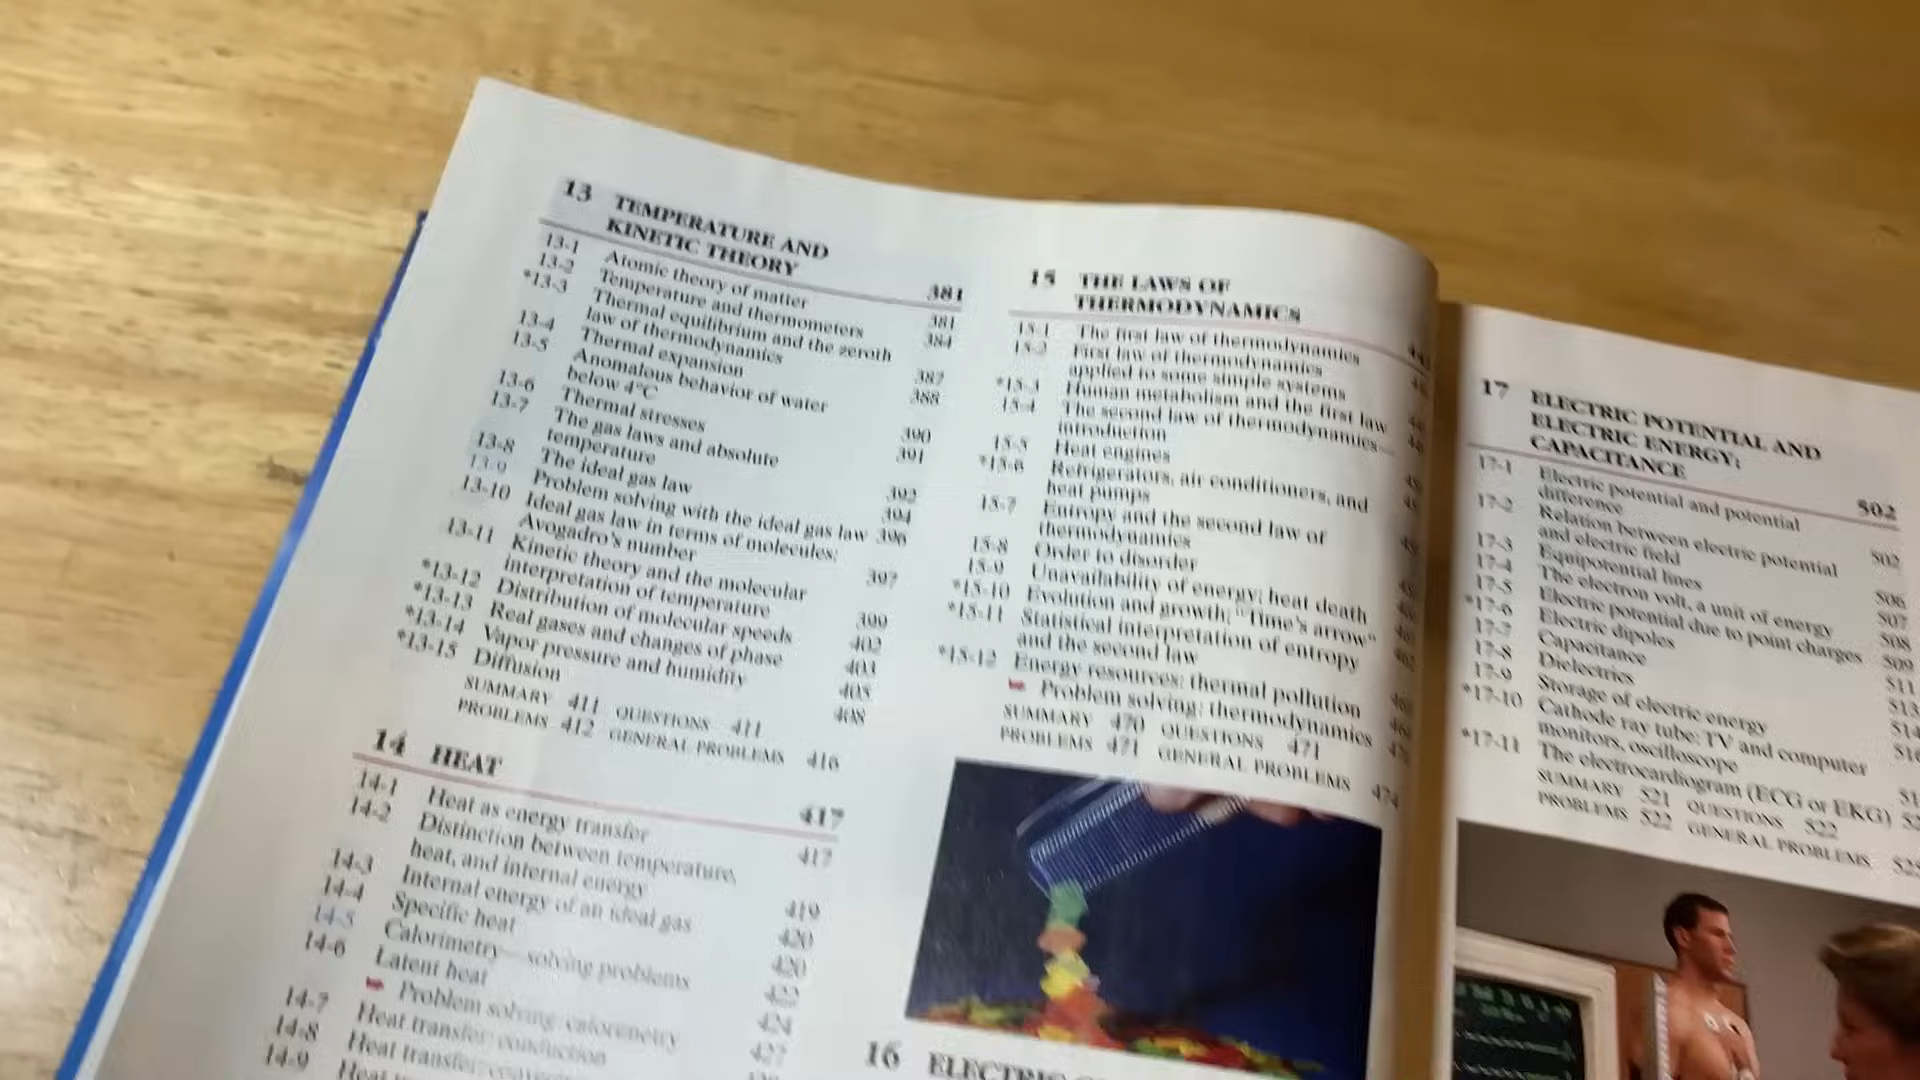 13 TEMPERATURE AND
KINETIC THEORY 381
13-1 Atomic theory of matter 381
13-2 Temperature and thermometers 384
*13-3 Thermal equilibrium and the zeroth
law of thermodynamics 387
13-4 Thermal expansion 388
13-5 Anomalous behavior of water
below 4°C 390
13-6 Thermal stresses 391
13-7 The gas laws and absolute
temperature 392
13-8 The ideal gas law 394
13-9 Problem solving with the ideal gas law 396
13-10 Ideal gas law in terms of molecules:
Avogadro's number 397
13-11 Kinetic theory and the molecular
interpretation of temperature 399
*13-12 Distribution of molecular speeds 402
*13-13 Real gases and changes of phase 403
*13-14 Vapor pressure and humidity 405
*13-15 Diffusion 408
SUMMARY 411 QUESTIONS 411
PROBLEMS 412 GENERAL PROBLEMS 416
14 HEAT 417
14-1 Heat as energy transfer 417
14-2 Distinction between temperature,
heat, and internal energy 419
14-3 Internal energy of an ideal gas 420
14-4 Specific heat 420
14-5 Calorimetry—solving problems 422
14-6 Latent heat 424
Problem solving: calorimetry 427
14-7 Heat transfer: conduction
14-8 Heat transfer:
14-9 Heat
15 THE LAWS OF
THERMODYNAMICS
15-1 The first law of thermodynamics
15-2 First law of thermodynamics
applied to some simple systems
*15-3 Human metabolism and the first law
15-4 The second law of thermodynamics—
introduction
15-5 Heat engines
*15-6 Refrigerators, air conditioners, and
heat pumps
15-7 Entropy and the second law of
thermodynamics
15-8 Order to disorder
15-9 Unavailability of energy; heat death
*15-10 Evolution and growth; "Time's arrow"
*15-11 Statistical interpretation of entropy
and the second law
*15-12 Energy resources: thermal pollution
Problem solving: thermodynamics
SUMMARY 470 QUESTIONS 471
PROBLEMS 471 GENERAL PROBLEMS 474
16 ELECTRIC
17 ELECTRIC POTENTIAL AND
ELECTRIC ENERGY;
CAPACITANCE 502
17-1 Electric potential and potential
difference 502
17-2 Relation between electric potential
and electric field 506
17-3 Equipotential lines 507
17-4 The electron volt, a unit of energy 508
17-5 Electric potential due to point charges 509
*17-6 Electric dipoles 511
17-7 Capacitance 513
17-8 Dielectrics
17-9 Storage of electric energy
*17-10 Cathode ray tube: TV and computer
monitors, oscilloscope
*17-11 The electrocardiogram (ECG or EKG)
SUMMARY 521 QUESTIONS 522
PROBLEMS 522 GENERAL PROBLEMS 525